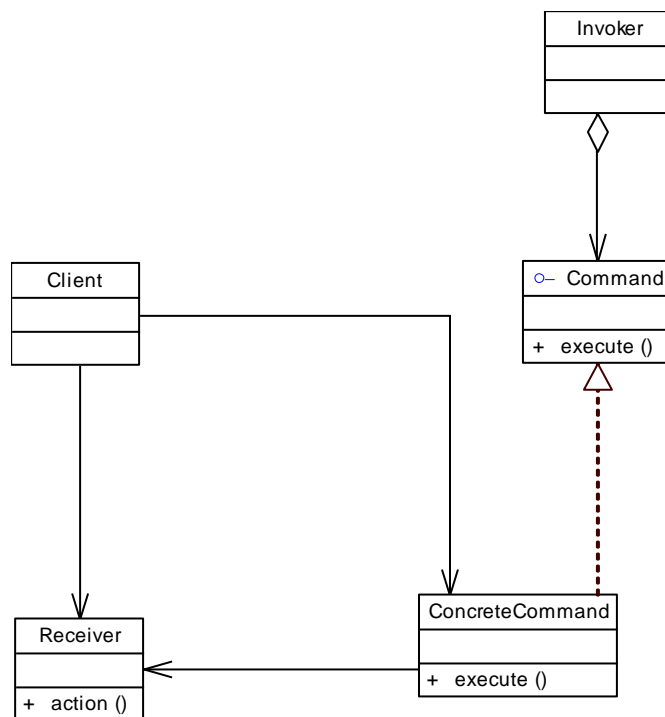 Invoker
Client
Command
+ execute ()
Receiver
+ action ()
ConcreteCommand
+ execute ()